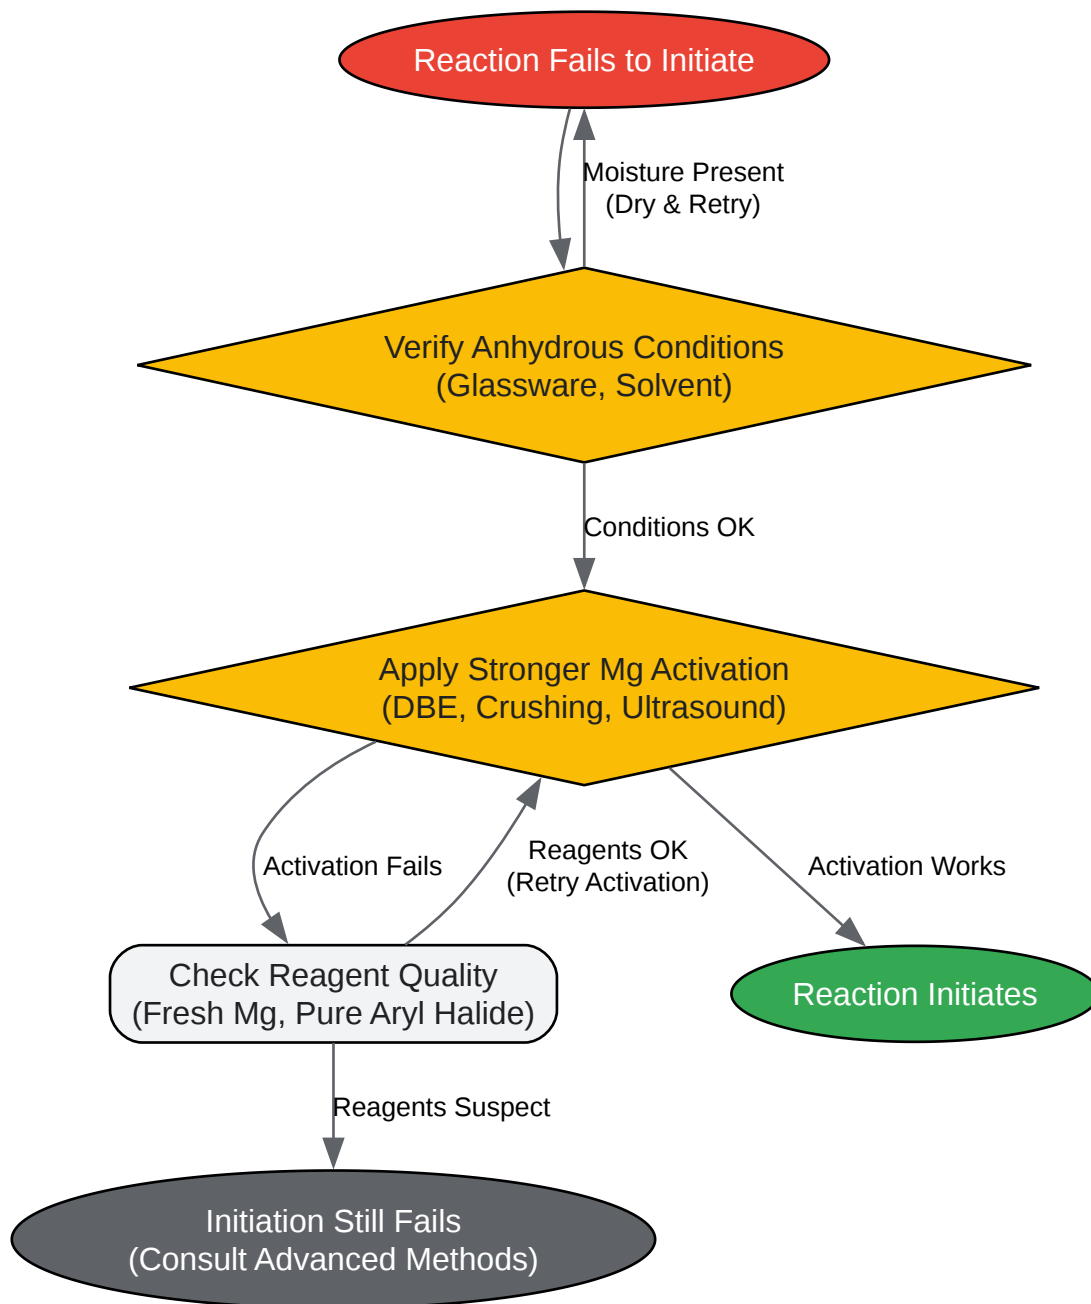 Reaction Fails to Initiate
Moisture Present
(Dry & Retry)
Verify Anhydrous Conditions
(Glassware, Solvent)
Conditions OK
Apply Stronger Mg Activation
(DBE, Crushing, Ultrasound)
Activation Fails
Reagents OK
(Retry Activation)
Activation Works
Check Reagent Quality
(Fresh Mg, Pure Aryl Halide)
Reaction Initiates
Reagents Suspect
Initiation Still Fails
(Consult Advanced Methods)